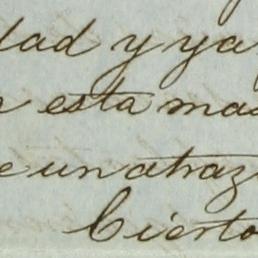 dad y ya
esta ma
e un atraz
Cierto